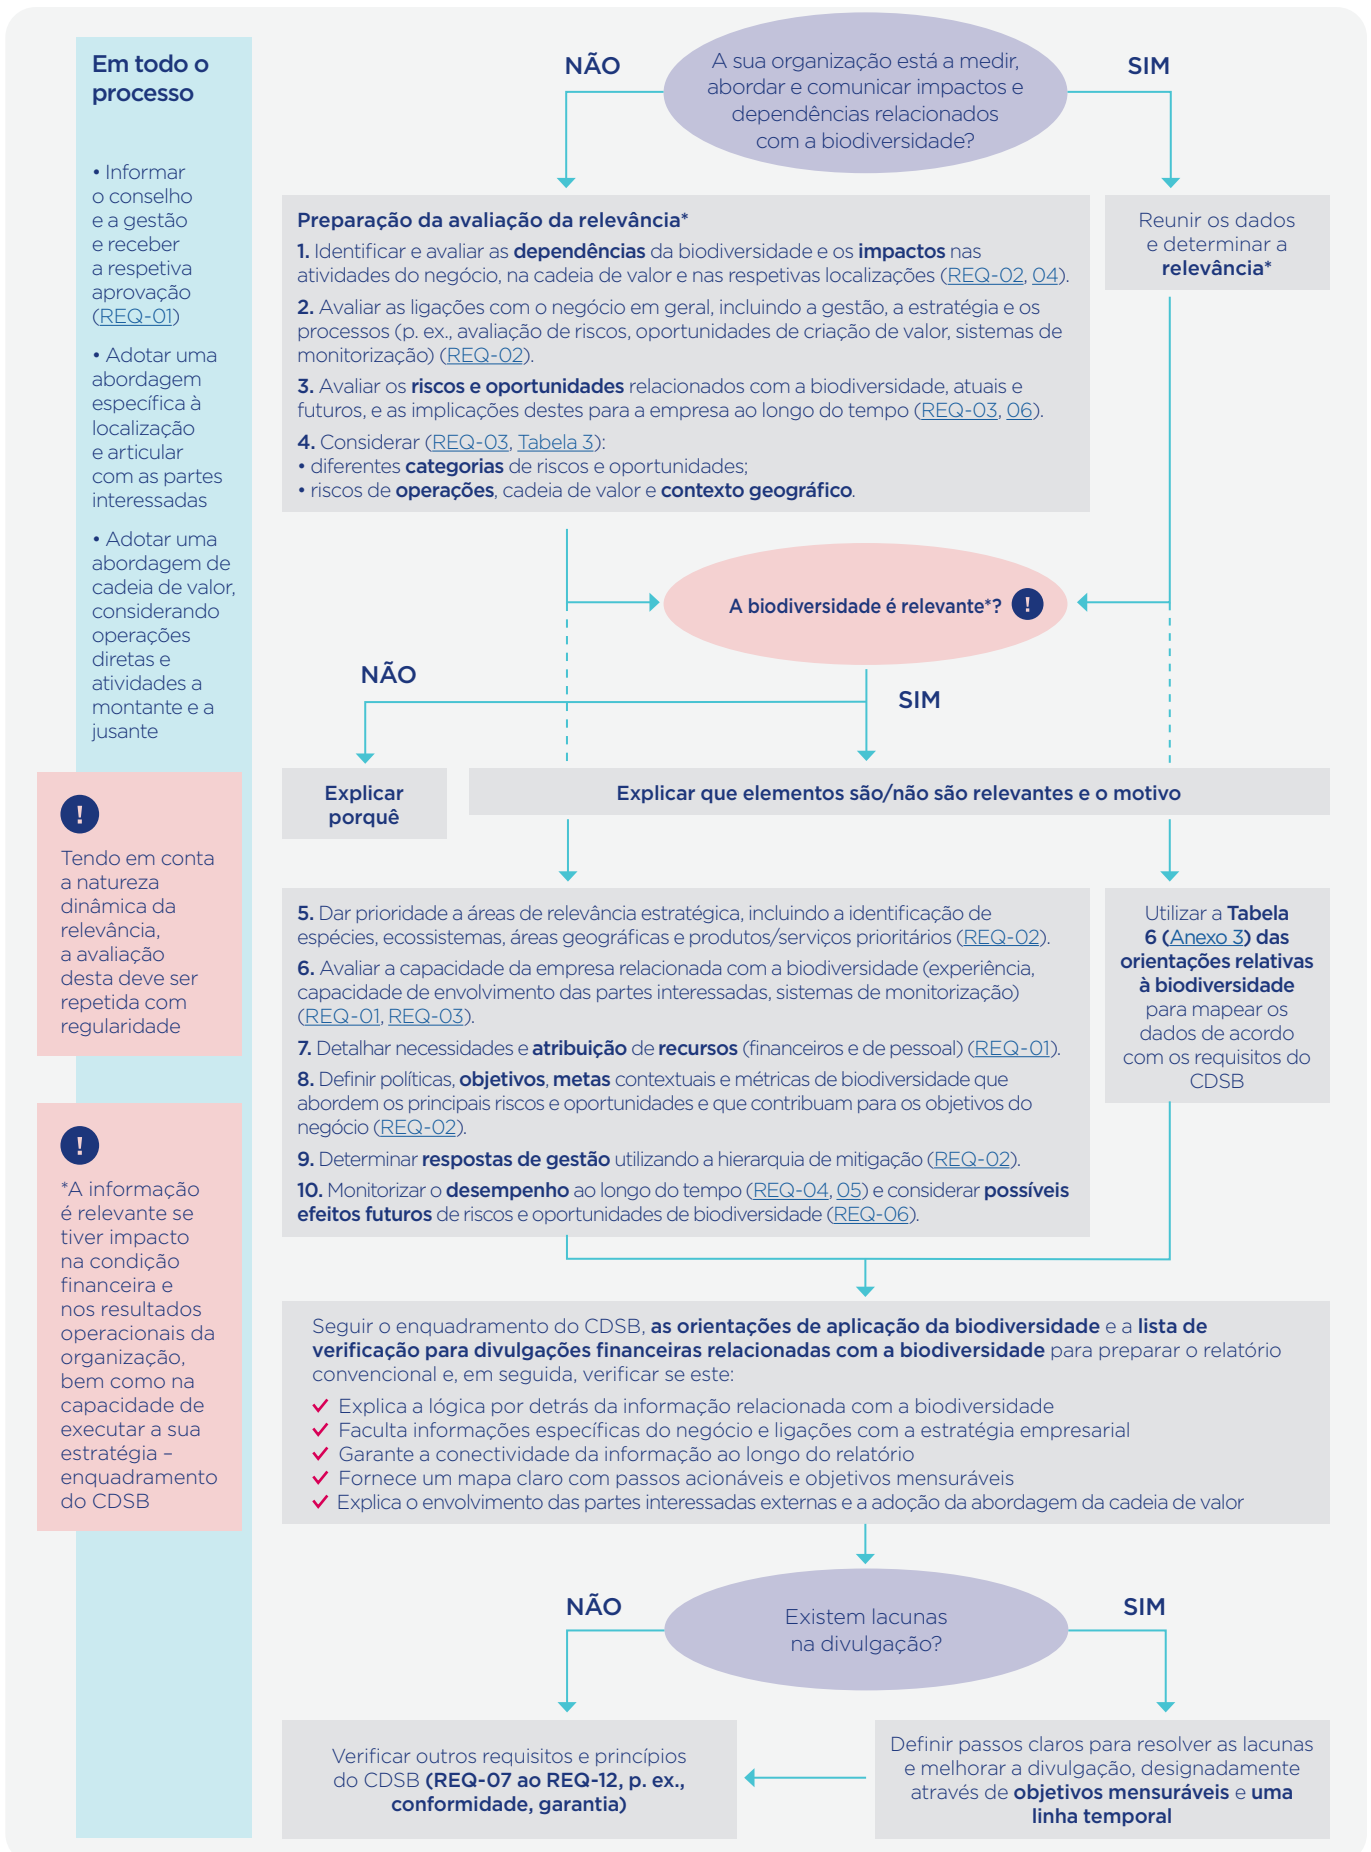 Em todo o
processo
• Informar
o conselho
e a gestão
e receber
a respetiva
aprovação
(REQ-01)
• Adotar uma
abordagem
específica à
localização
e articular
com as partes
interessadas
• Adotar uma
abordagem de
cadeia de valor,
considerando
operações
diretas e
atividades a
montante e a
jusante
!
Tendo em conta
a natureza
dinâmica da
relevância,
a avaliação
desta deve ser
repetida com
regularidade
!
*A informação
é relevante se
tiver impacto
na condição
financeira e
nos resultados
operacionais da
organização,
bem como na
capacidade de
executar a sua
estratégia –
enquadramento
do CDSB
A sua organização está a medir,
abordar e comunicar impactos e
dependências relacionados
com a biodiversidade?
NÃO
SIM
Preparação da avaliação da relevância*
1. Identificar e avaliar as dependências da biodiversidade e os impactos nas
atividades do negócio, na cadeia de valor e nas respetivas localizações (REQ-02, 04).
2. Avaliar as ligações com o negócio em geral, incluindo a gestão, a estratégia e os
processos (p. ex., avaliação de riscos, oportunidades de criação de valor, sistemas de
monitorização) (REQ-02).
3. Avaliar os riscos e oportunidades relacionados com a biodiversidade, atuais e
futuros, e as implicações destes para a empresa ao longo do tempo (REQ-03, 06).
4. Considerar (REQ-03, Tabela 3):
• diferentes categorias de riscos e oportunidades;
• riscos de operações, cadeia de valor e contexto geográfico.
Reunir os dados
e determinar a
relevância*
A biodiversidade é relevante*? !
NÃO
SIM
Explicar
porquê
Explicar que elementos são/não são relevantes e o motivo
5. Dar prioridade a áreas de relevância estratégica, incluindo a identificação de
espécies, ecossistemas, áreas geográficas e produtos/serviços prioritários (REQ-02).
6. Avaliar a capacidade da empresa relacionada com a biodiversidade (experiência,
capacidade de envolvimento das partes interessadas, sistemas de monitorização)
(REQ-01, REQ-03).
7. Detalhar necessidades e atribuição de recursos (financeiros e de pessoal) (REQ-01).
8. Definir políticas, objetivos, metas contextuais e métricas de biodiversidade que
abordem os principais riscos e oportunidades e que contribuam para os objetivos do
negócio (REQ-02).
9. Determinar respostas de gestão utilizando a hierarquia de mitigação (REQ-02).
10. Monitorizar o desempenho ao longo do tempo (REQ-04, 05) e considerar possíveis
efeitos futuros de riscos e oportunidades de biodiversidade (REQ-06).
Utilizar a Tabela
6 (Anexo 3) das
orientações relativas
à biodiversidade
para mapear os
dados de acordo
com os requisitos do
CDSB
Seguir o enquadramento do CDSB, as orientações de aplicação da biodiversidade e a lista de
verificação para divulgações financeiras relacionadas com a biodiversidade para preparar o relatório
convencional e, em seguida, verificar se este:
✓ Explica a lógica por detrás da informação relacionada com a biodiversidade
✓ Faculta informações específicas do negócio e ligações com a estratégia empresarial
✓ Garante a conectividade da informação ao longo do relatório
✓ Fornece um mapa claro com passos acionáveis e objetivos mensuráveis
✓ Explica o envolvimento das partes interessadas externas e a adoção da abordagem da cadeia de valor
Existem lacunas
na divulgação?
NÃO
SIM
Verificar outros requisitos e princípios
do CDSB (REQ-07 ao REQ-12, p. ex.,
conformidade, garantia)
Definir passos claros para resolver as lacunas
e melhorar a divulgação, designadamente
através de objetivos mensuráveis e uma
linha temporal